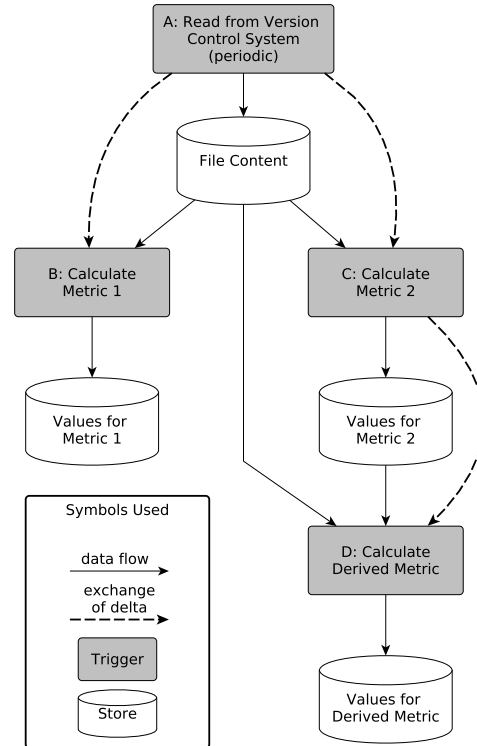 A: Read from Version
Control System
(periodic)
File Content
B: Calculate
Metric 1
C: Calculate
Metric 2
Values for
Metric 1
Values for
Metric 2
Symbols Used
data flow
exchange
of delta
Trigger
Store
D: Calculate
Derived Metric
Values for
Derived Metric